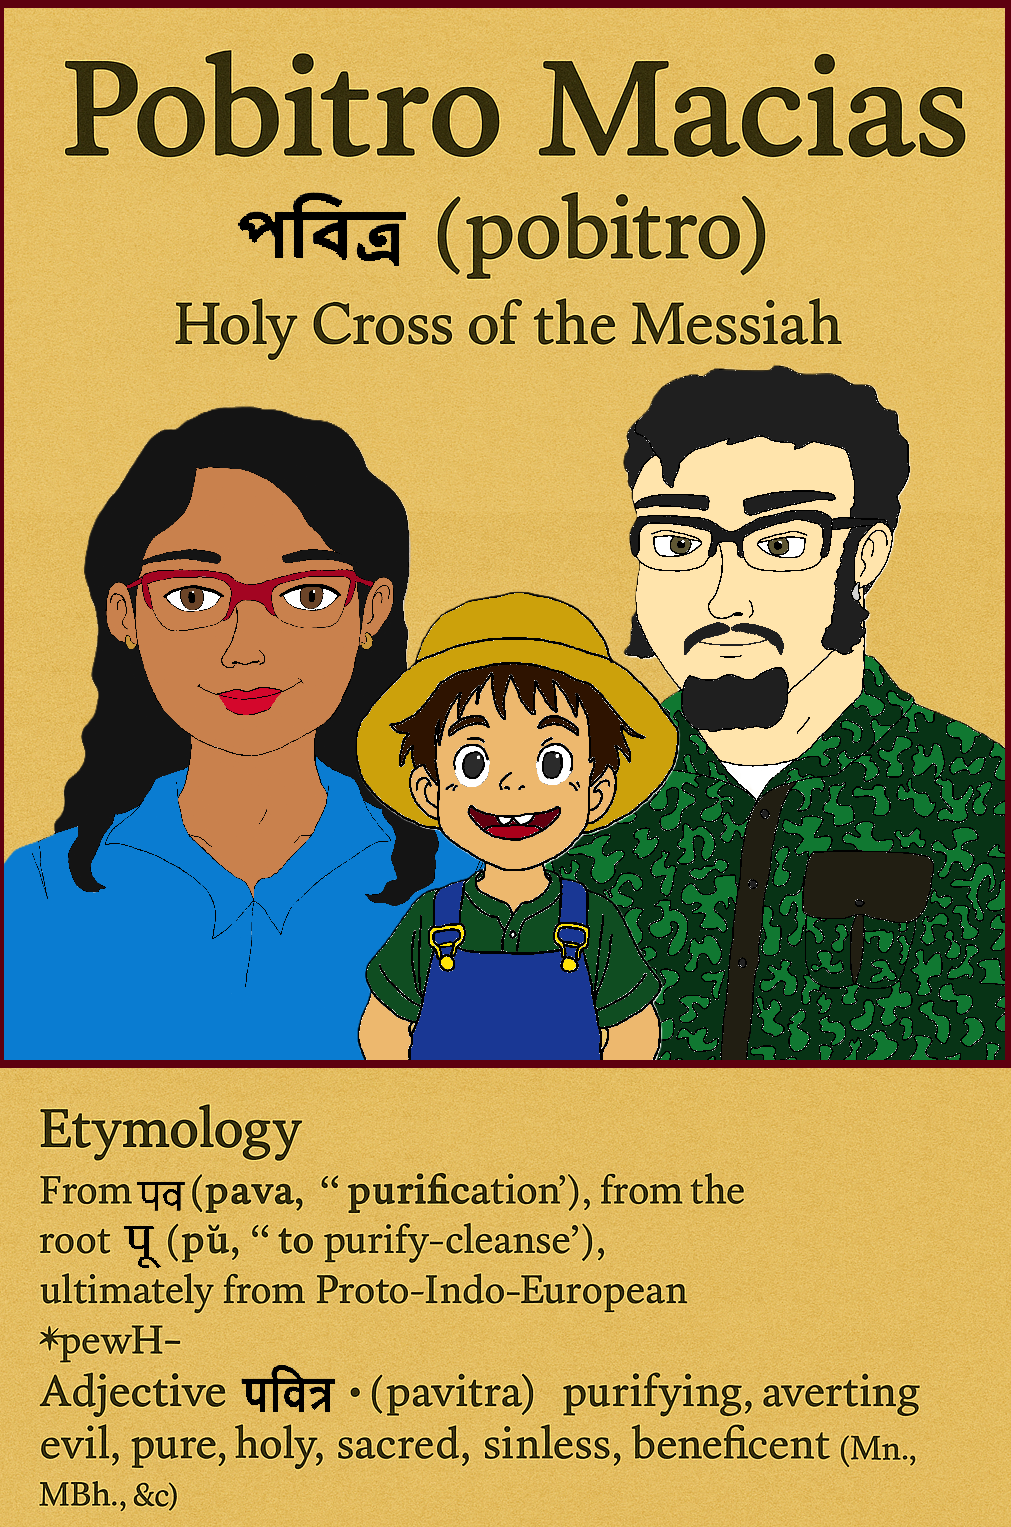 Pobitro Macias
পবিত্র (pobitro)
Holy Cross of the Messiah
Etymology
From पव (pava, “ purification’), from the
root पू (pŭ, “ to purify-cleanse’),
ultimately from Proto-Indo-European
*pewH-
Adjective पवित्र • (pavitra) purifying, averting
evil, pure, holy, sacred, sinless, beneficent (Mn.,
MBh., &c)